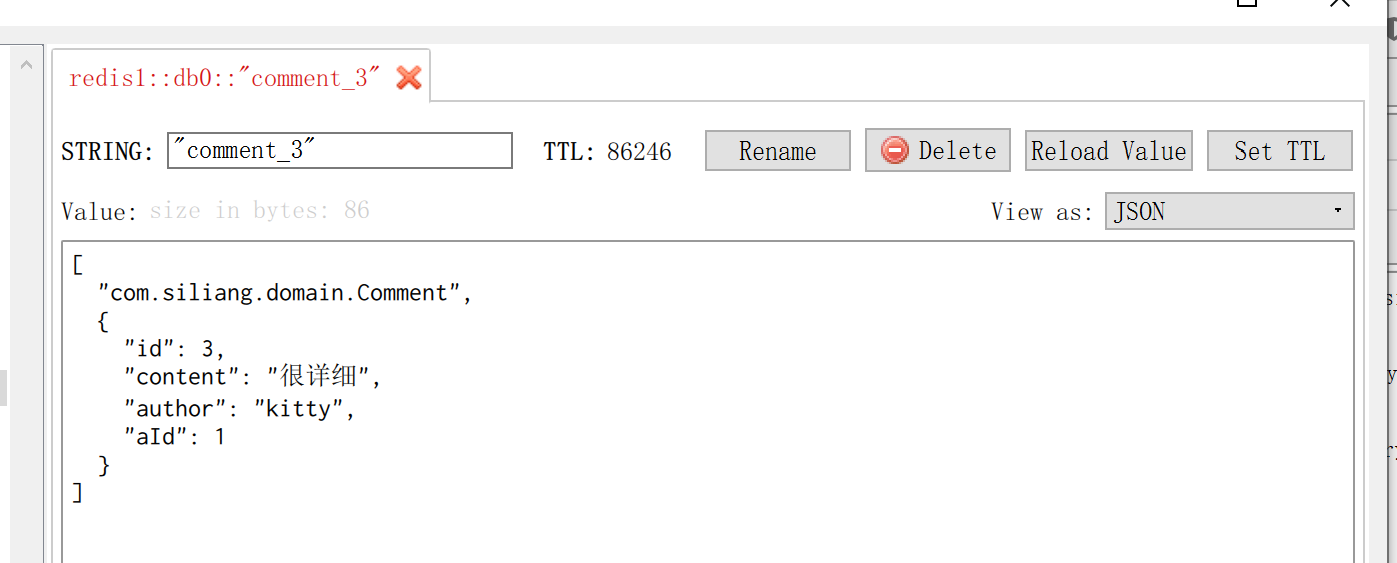 redis1::db0::"comment_3"
STRING: "comment_3" TTL: 86246 Rename Delete Reload Value Set TTL
Value: size in bytes: 86 View as: JSON
[
"com.siliang.domain.Comment",
{
"id": 3,
"content": "很详细",
"author": "kitty",
"aId": 1
}
]